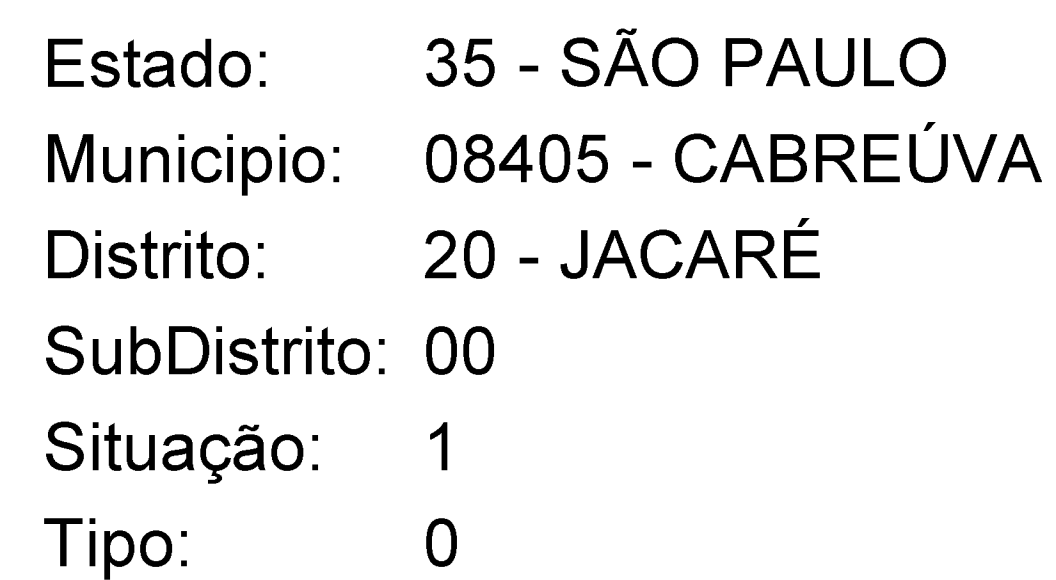 Estado: 35 - SÃO PAULO
Municipio: 08405 - CABREÚVA
Distrito: 20 - JACARÉ
SubDistrito: 00
Situação: 1
Tipo: 0